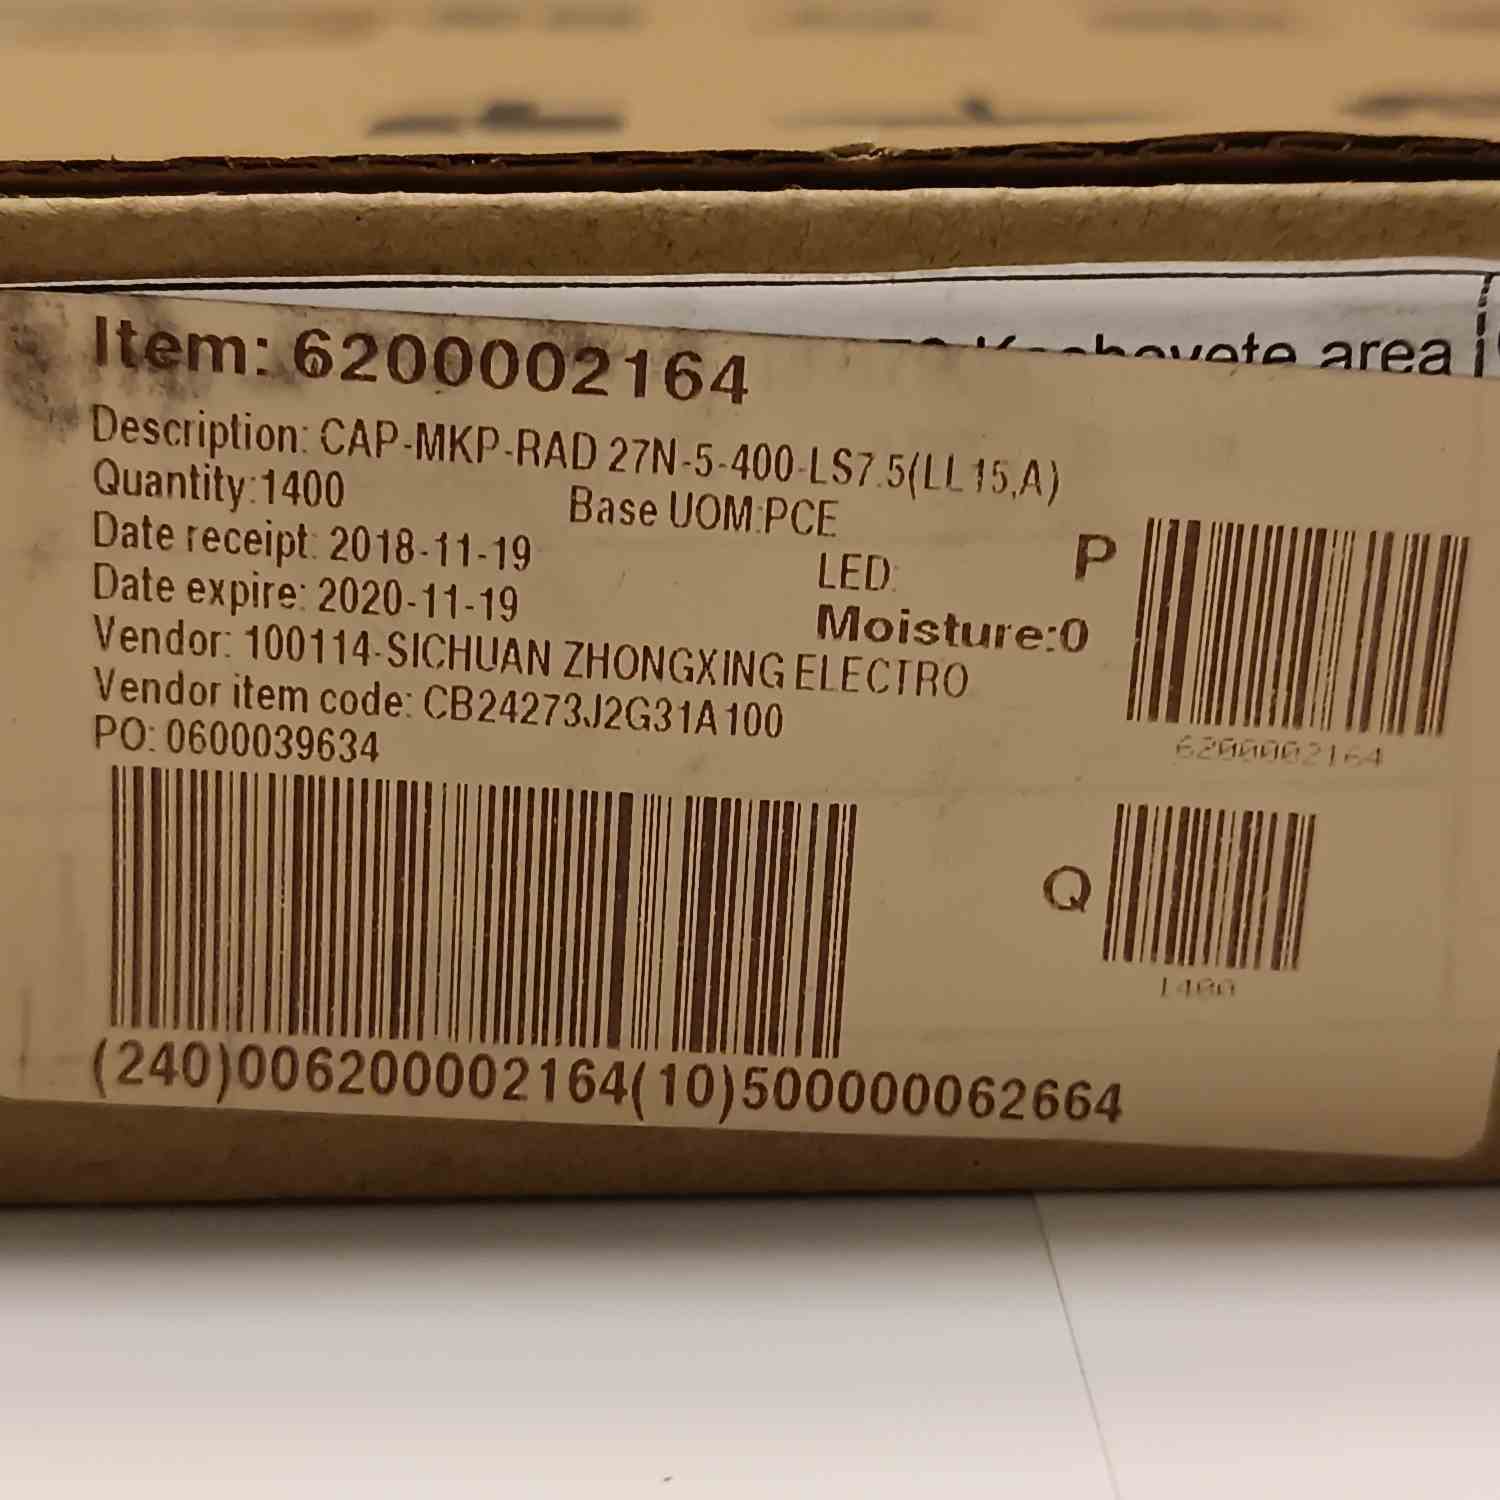 area
Item: 6200002164
Description: CAP-MKP-RAD 27N-5-400-LS7.5(LL15,A)
Quantity:1400 Base UOM:PCE
Date receipt: 2018-11-19
LED:
P
Date expire: 2020-11-19
Moisture:0
Vendor: 100114-SICHUAN ZHONGXING ELECTRO
Vendor item code: CB24273J2G31A100
PO: 0600039634
6200002164
Q
1400
(240)006200002164(10)500000062664